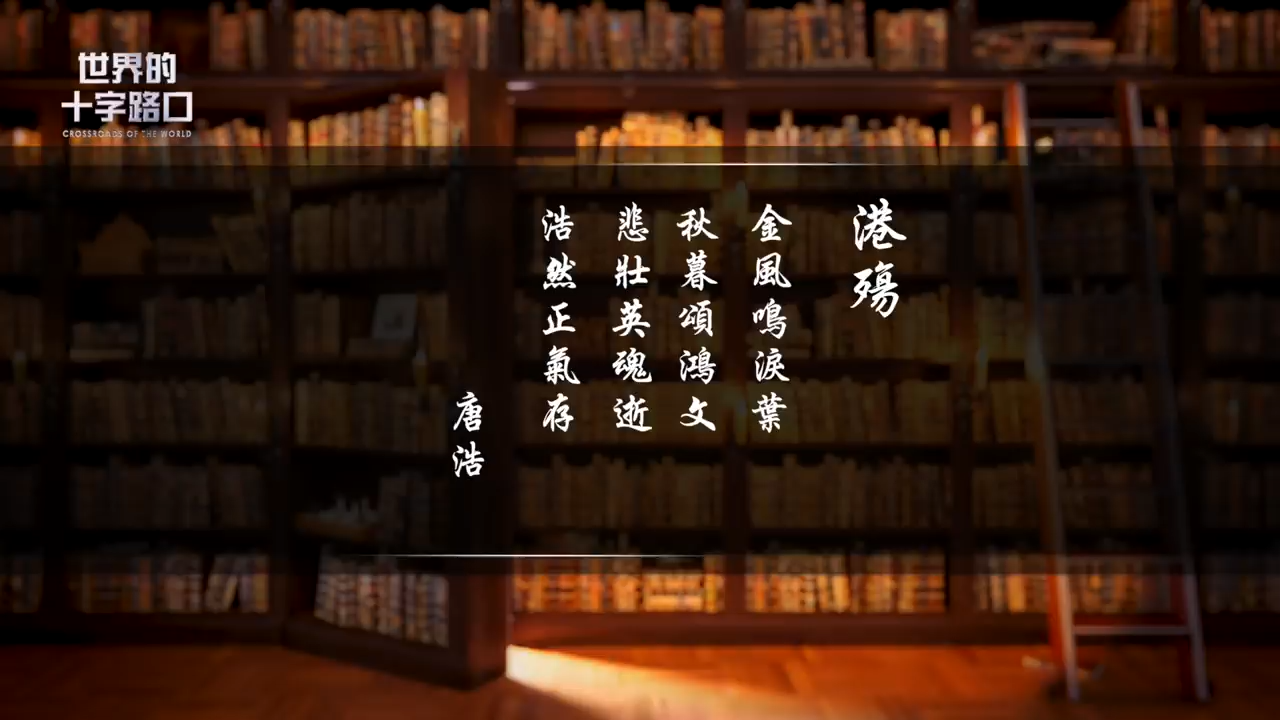 世界的
十字路口
CROSSROADS OF THE WORLD
港殤
金風鳴淚葉
秋暮頌鴻文
悲壯英魂逝
浩然正氣存
唐浩